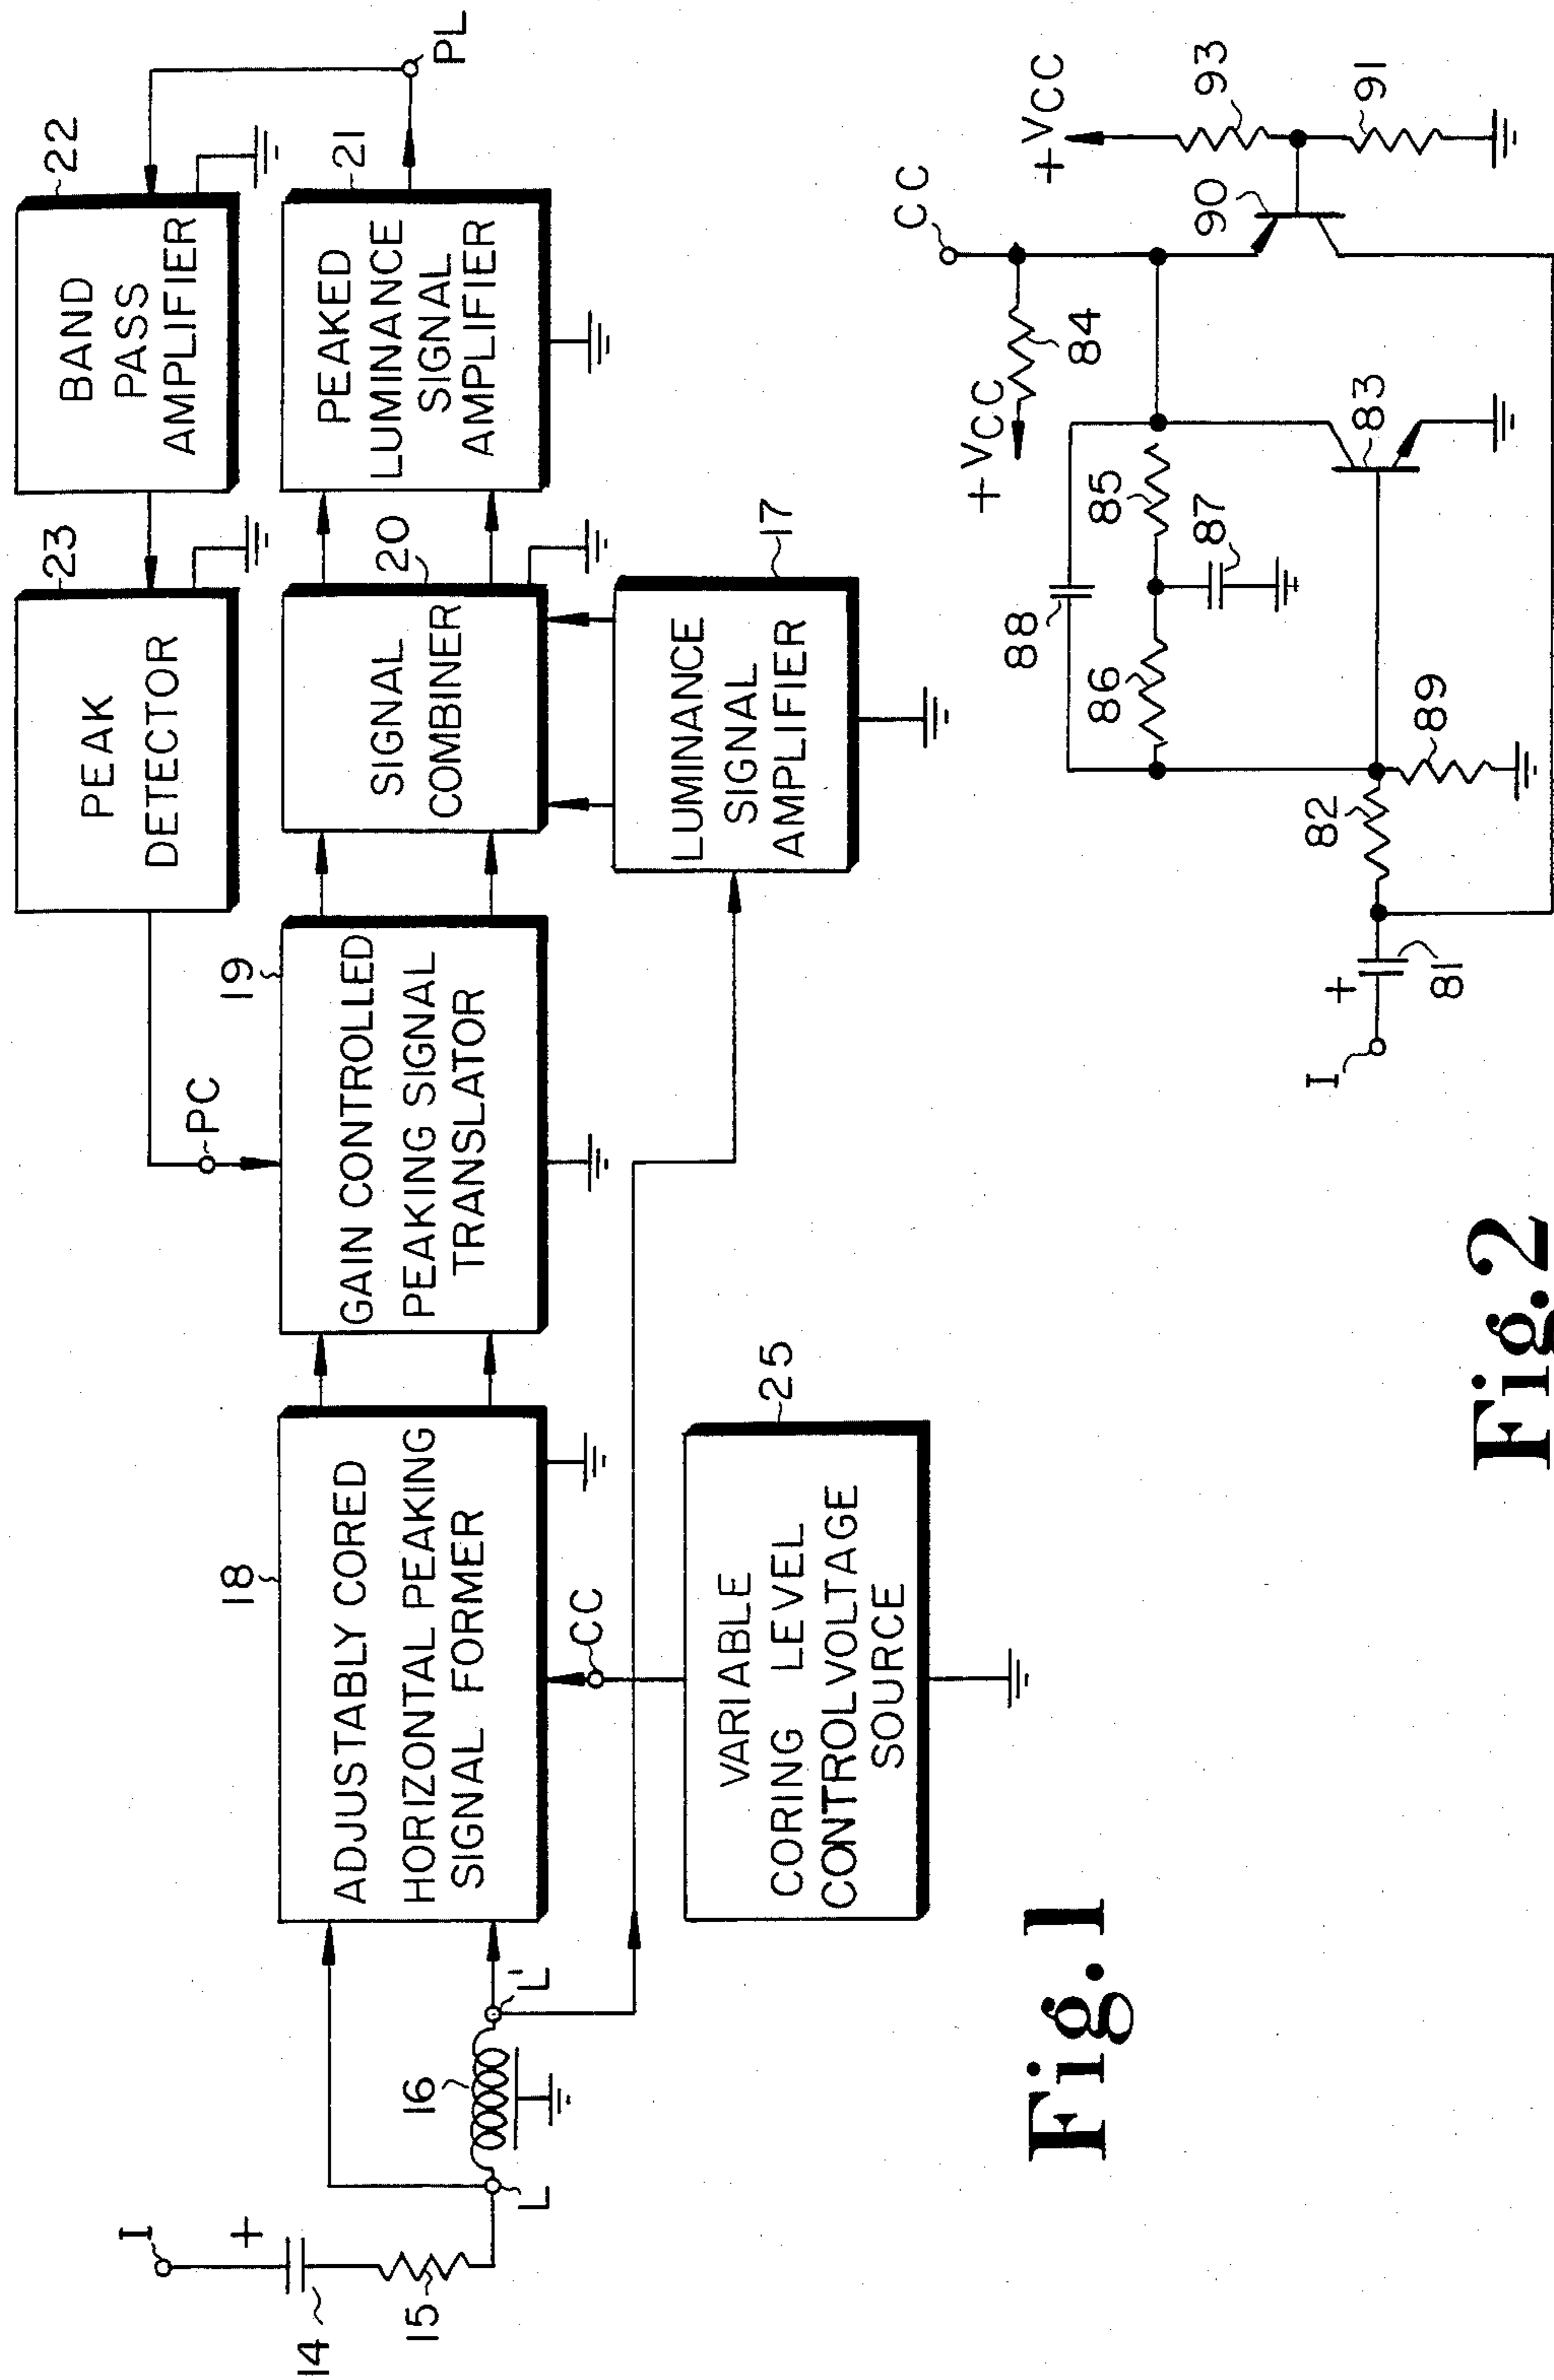 22
BAND
PASS
AMPLIFIER
23
PEAK
DETECTOR
PC
PL
18
ADJUSTABLY CORED
HORIZONTAL PEAKING
SIGNAL FORMER
19
GAIN CONTROLLED
PEAKING SIGNAL
TRANSLATOR
20
SIGNAL
COMBINER
21
PEAKED
LUMINANCE
SIGNAL
AMPLIFIER
I
+
14
15
L
16
L'
CC
25
VARIABLE
CORING LEVEL
CONTROLVOLTAGE
SOURCE
17
LUMINANCE
SIGNAL
AMPLIFIER
Fig.1
CC
+VCC
84
+VCC
93
88
86
85
87
90
91
I
+
81
82
89
83
Fig.2